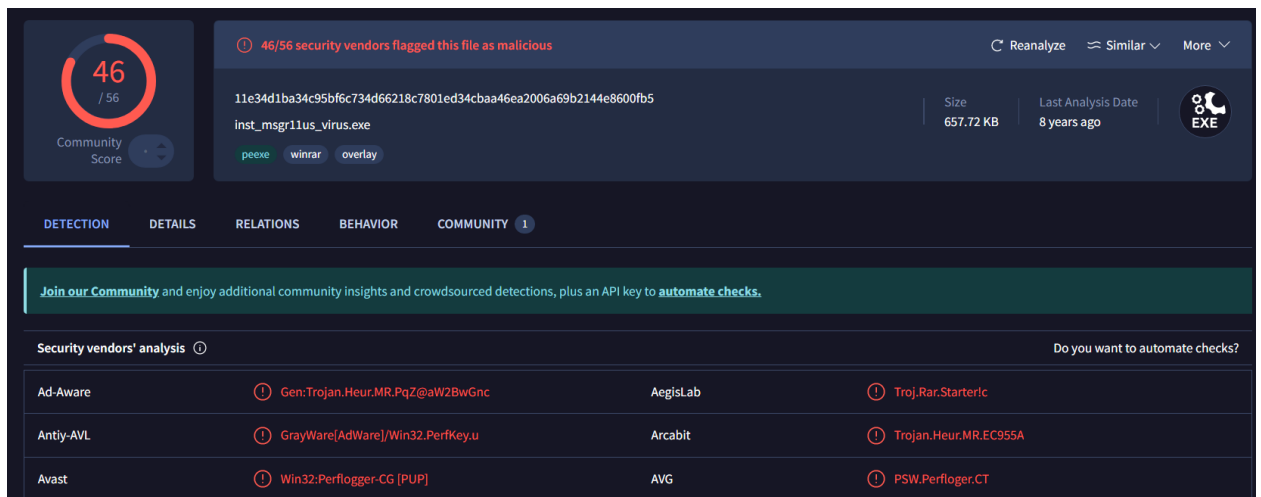 46
/ 56
Community
Score
46/56 security vendors flagged this file as malicious
Reanalyze
Similar
More
11e34d1ba34c95bf6c734d66218c7801ed34cbaa46ea2006a69b2144e8600fb5
inst_msgr11us_virus.exe
peexe winrar overlay
Size
657.72 KB
Last Analysis Date
8 years ago
EXE
DETECTION DETAILS RELATIONS BEHAVIOR COMMUNITY 1
Join our Community and enjoy additional community insights and crowdsourced detections, plus an API key to automate checks.
Security vendors' analysis
Do you want to automate checks?
Ad-Aware
Gen:Trojan.Heur.MR.PqZ@aW2BwGnc
AegisLab
Troj.Rar.Starter!c
Antiy-AVL
GrayWare[AdWare]/Win32.PerfKey.u
Arcabit
Trojan.Heur.MR.EC955A
Avast
Win32:Perflogger-CG [PUP]
AVG
PSW.Perfloger.CT